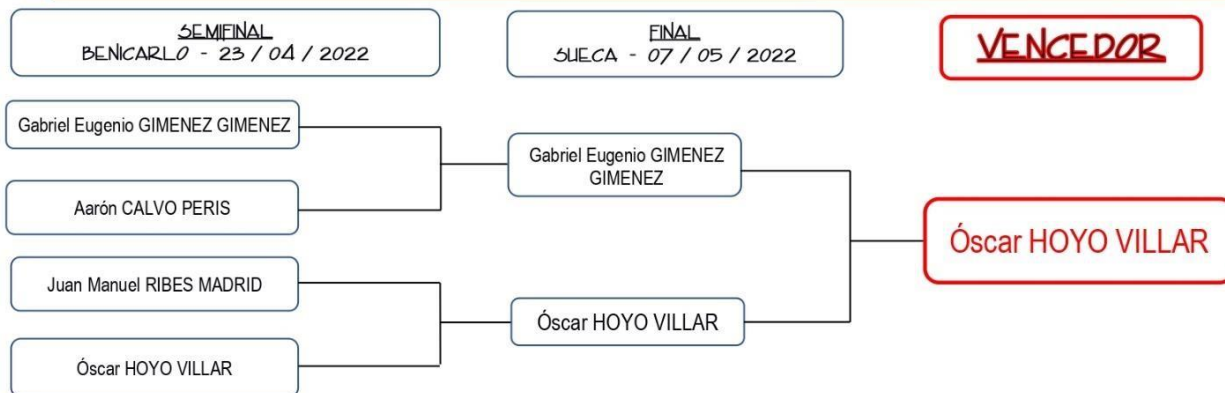 SEMIFINAL
BENICARLO - 23 / 04 / 2022
FINAL
SUECA - 07 / 05 / 2022
VENCEDOR
Gabriel Eugenio GIMENEZ GIMENEZ
Aarón CALVO PERIS
Juan Manuel RIBES MADRID
Óscar HOYO VILLAR
Gabriel Eugenio GIMENEZ
GIMENEZ
Óscar HOYO VILLAR
Óscar HOYO VILLAR